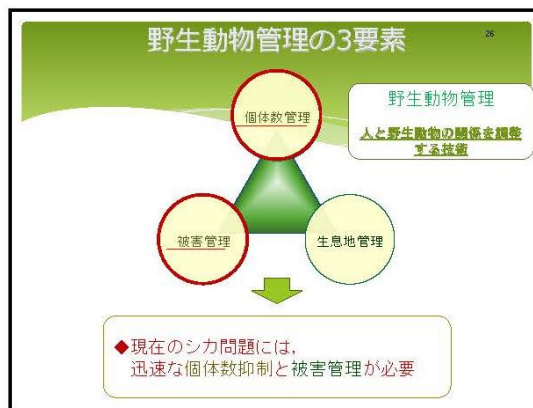 野生動物管理の3要素
26
個体数管理
野生動物管理
人と野生動物の関係を調整
する技術
被害管理
生息地管理
◆現在のシカ問題には,
迅速な個体数抑制と被害管理が必要